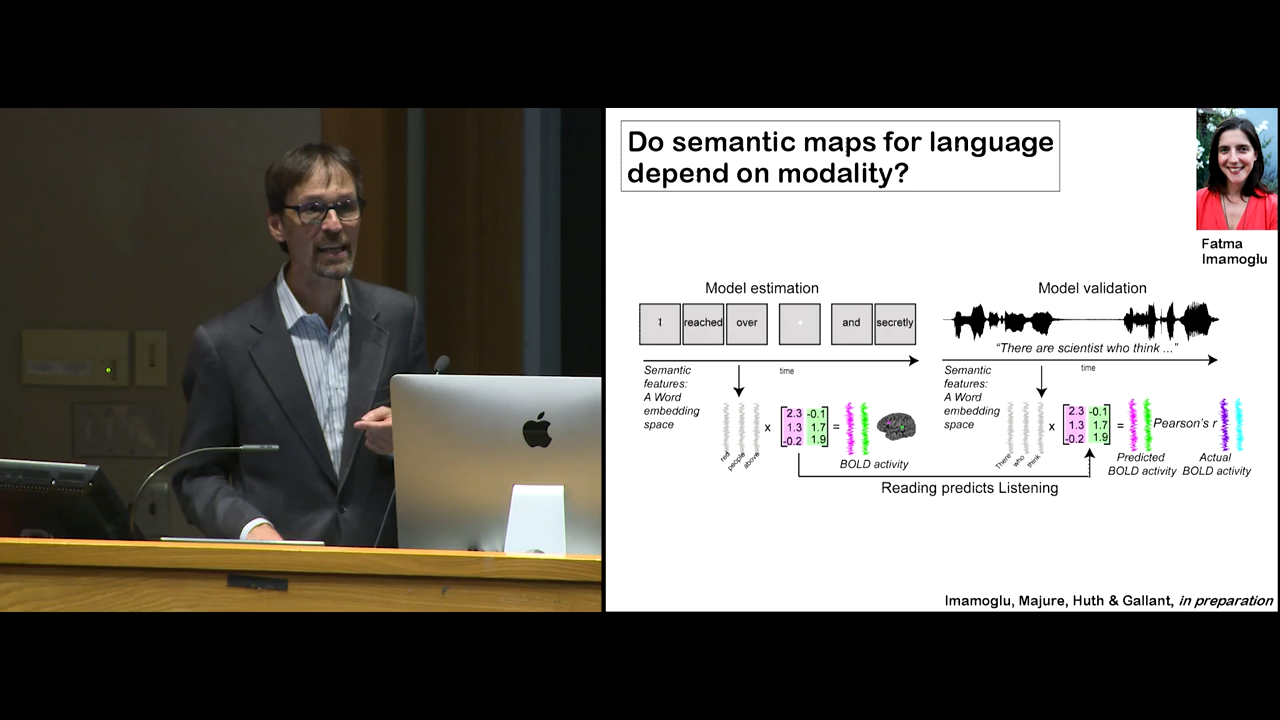 Do semantic maps for language
depend on modality?
Fatma
Imamoglu
Model estimation
I reached over + and secretly
time
Semantic
features:
A Word
embedding
space
red people above
x
2.3 -0.1
1.3 1.7
-0.2 1.9
=
BOLD activity
Model validation
“There are scientist who think ...”
time
Semantic
features:
A Word
embedding
space
There who think
x
2.3 -0.1
1.3 1.7
-0.2 1.9
=
Pearson's r
Predicted
BOLD activity
Actual
BOLD activity
Reading predicts Listening
Imamoglu, Majure, Huth & Gallant, in preparation